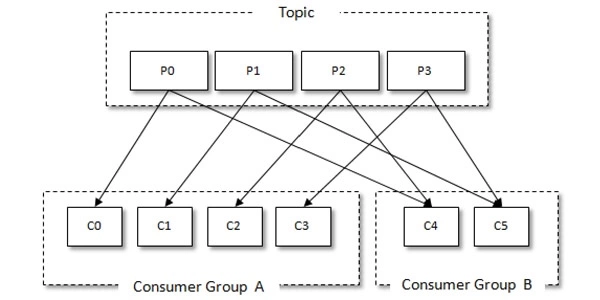 Topic
P0 P1 P2 P3
C0 C1 C2 C3 C4 C5
Consumer Group A Consumer Group B